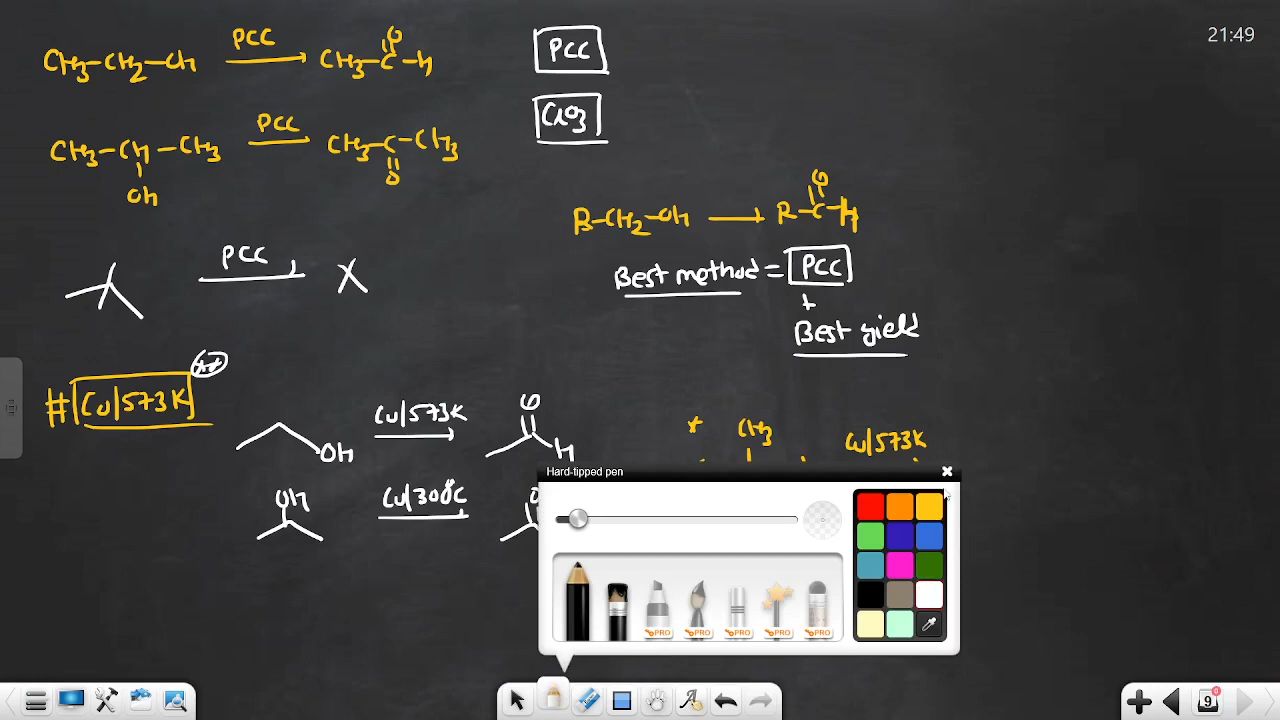 21:49
CH3-CH2-OH PCC CH3-C-H
O
PCC
CrO3
CH3-CH-CH3 PCC CH3-C-CH3
OH O
R-CH2-OH R-C-H
O
PCC X
Best method = PCC
+
Best yield
#Cu/573K
OH Cu/573K O
H
* CH3 Cu/573K
OH Cu/300°C
Hard-tipped pen
PRO PRO PRO PRO PRO
9
0